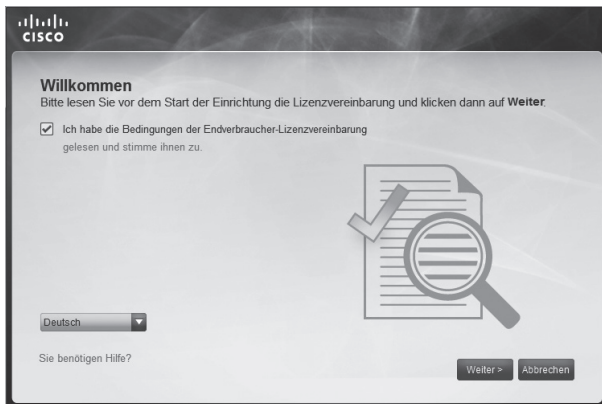 CISCO
Willkommen
Bitte lesen Sie vor dem Start der Einrichtung die Lizenzvereinbarung und klicken dann auf Weiter.
Ich habe die Bedingungen der Endverbraucher-Lizenzvereinbarung
gelesen und stimme ihnen zu.
Deutsch
Sie benötigen Hilfe?
Weiter > Abbrechen